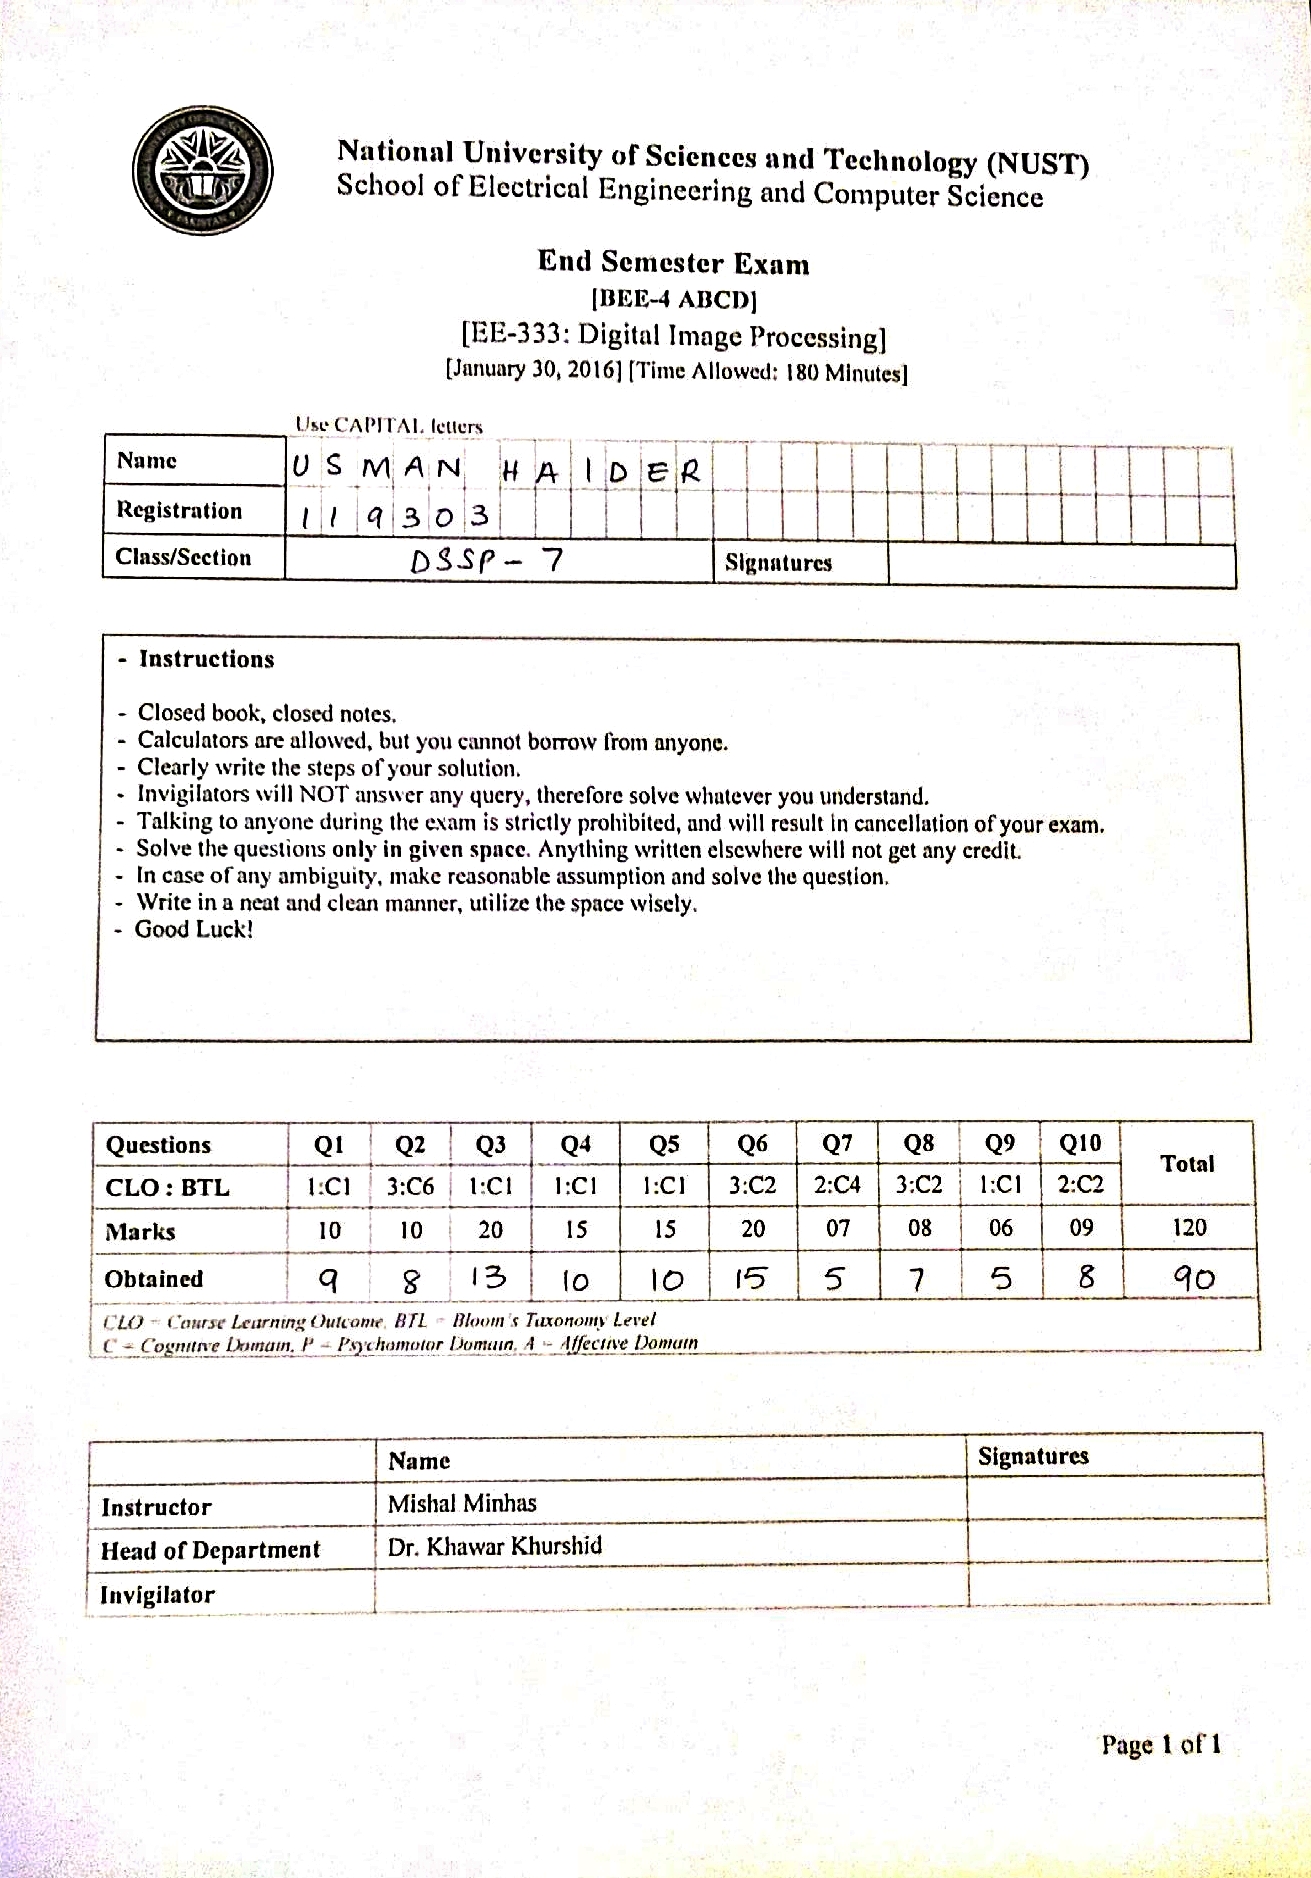 National University of Sciences and Technology (NUST)
School of Electrical Engineering and Computer Science
End Semester Exam
[BEE-4 ABCD]
[EE-333: Digital Image Processing]
[January 30, 2016] [Time Allowed: 180 Minutes]
Use CAPITAL letters
Name USMAN HAIDER
Registration 119303
Class/Section DSSP-7 Signatures
- Instructions
- Closed book, closed notes.
- Calculators are allowed, but you cannot borrow from anyone.
- Clearly write the steps of your solution.
- Invigilators will NOT answer any query, therefore solve whatever you understand.
- Talking to anyone during the exam is strictly prohibited, and will result in cancellation of your exam.
- Solve the questions only in given space. Anything written elsewhere will not get any credit.
- In case of any ambiguity, make reasonable assumption and solve the question.
- Write in a neat and clean manner, utilize the space wisely.
- Good Luck!
Questions Q1 Q2 Q3 Q4 Q5 Q6 Q7 Q8 Q9 Q10 Total
CLO : BTL 1:C1 3:C6 1:C1 1:C1 1:C1 3:C2 2:C4 3:C2 1:C1 2:C2
Marks 10 10 20 15 15 20 07 08 06 09 120
Obtained 9 8 13 10 10 15 5 7 5 8 90
CLO = Course Learning Outcome, BTL = Bloom's Taxonomy Level
C = Cognitive Domain, P = Psychomotor Domain, A = Affective Domain
Name Signatures
Instructor Mishal Minhas
Head of Department Dr. Khawar Khurshid
Invigilator
Page 1 of 1